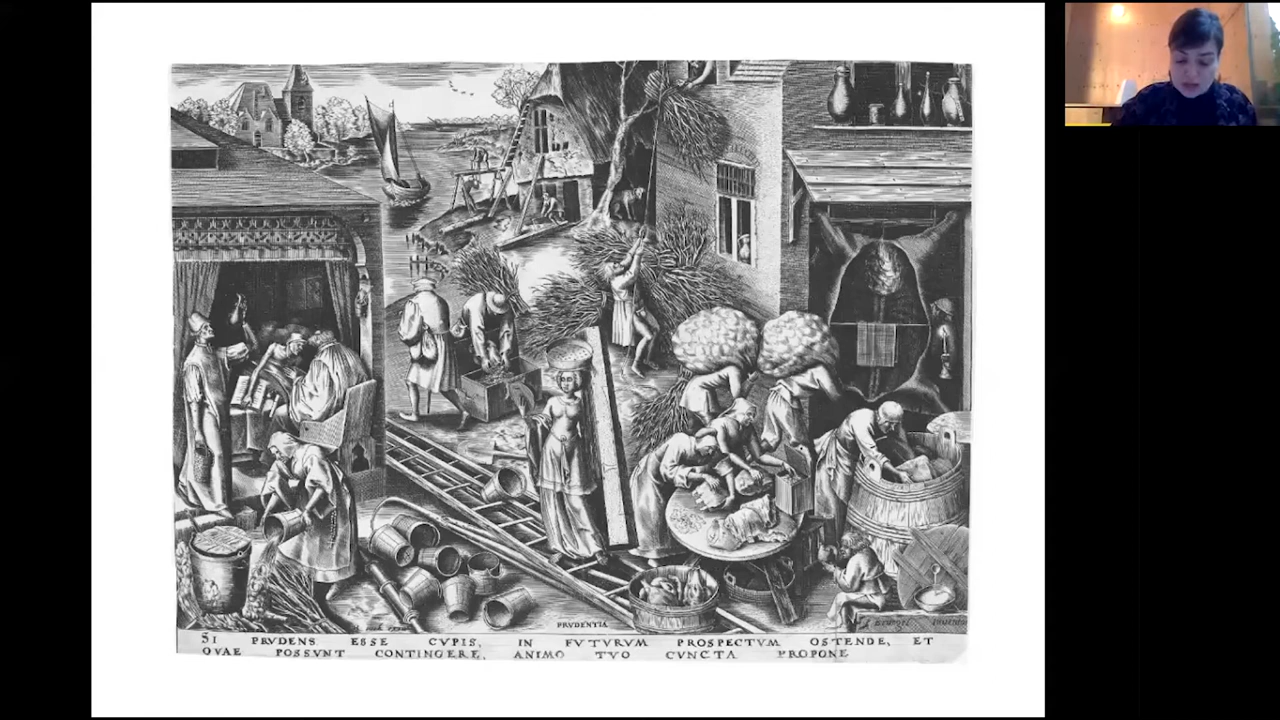 PRVDENTIA
SI PRVDENS ESSE CVPIS, IN FVTVRVM PROSPECTVM OSTENDE, ET
QVAE POSSVNT CONTINGERE, ANIMO TVO CVNCTA PROPONE